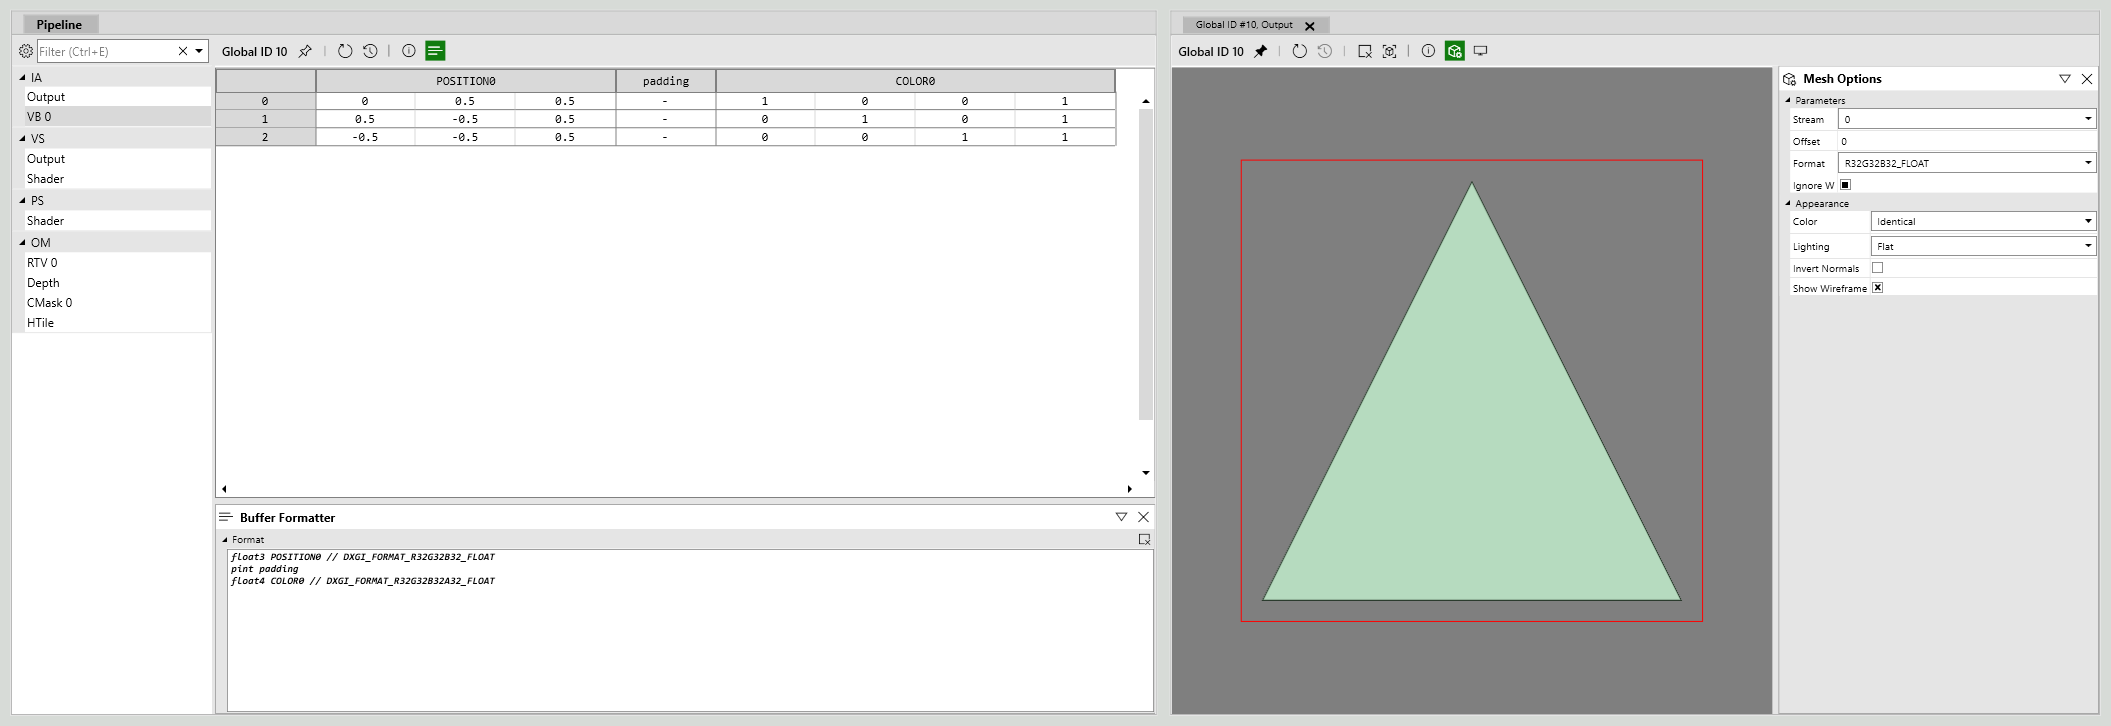 Pipeline
Filter (Ctrl+E)
IA
Output
VB 0
VS
Output
Shader
PS
Shader
OM
RTV 0
Depth
CMask 0
HTile
Global ID 10
POSITION0 padding COLOR0
0 0 0.5 0.5 - 1 0 0 1
1 0.5 -0.5 0.5 - 0 1 0 1
2 -0.5 -0.5 0.5 - 0 0 1 1
Buffer Formatter
Format
float3 POSITION0 // DXGI_FORMAT_R32G32B32_FLOAT
pint padding
float4 COLOR0 // DXGI_FORMAT_R32G32B32A32_FLOAT
Global ID #10, Output
Global ID 10
Mesh Options
Parameters
Stream 0
Offset 0
Format R32G32B32_FLOAT
Ignore W
Appearance
Color Identical
Lighting Flat
Invert Normals
Show Wireframe